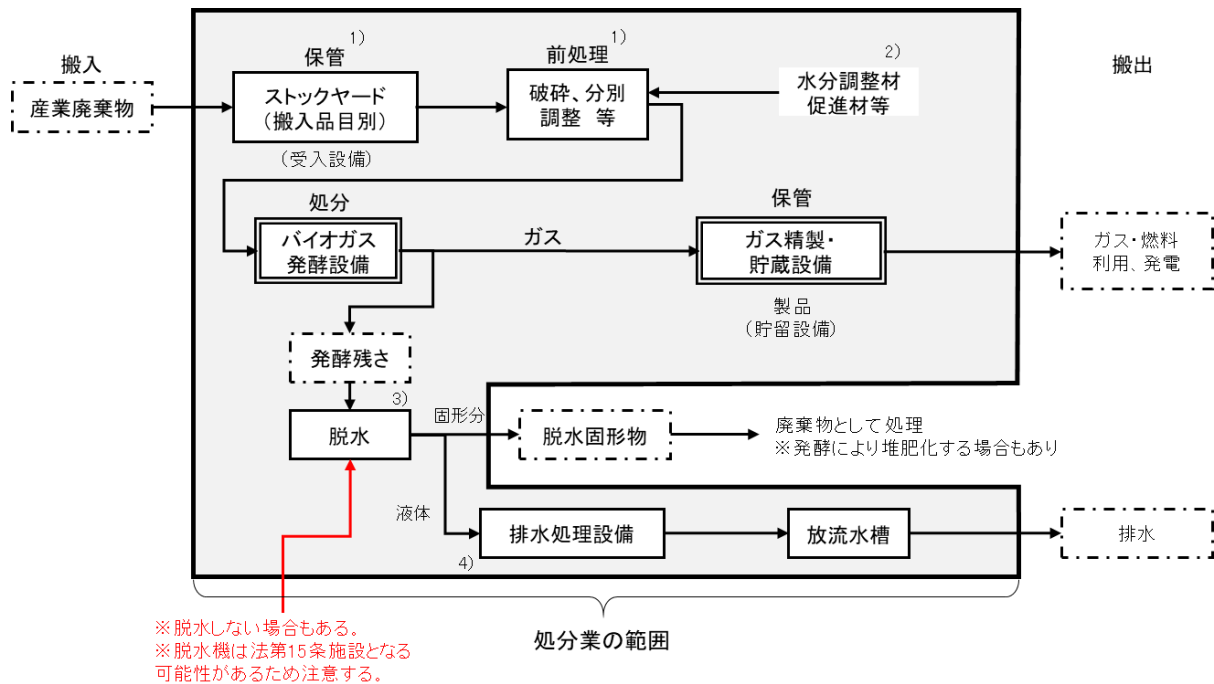 搬入
産業廃棄物
保管
1)
ストックヤード
(搬入品目別)
(受入設備)
前処理
1)
破砕、分別
調整 等
2)
水分調整材
促進材等
搬出
処分
バイオガス
発酵設備
ガス
保管
ガス精製・
貯蔵設備
製品
(貯留設備)
ガス・燃料
利用、発電
発酵残さ
3)
脱水
固形分
脱水固形物
廃棄物として処理
※発酵により堆肥化する場合もあり
液体
4)
排水処理設備
放流水槽
排水
※脱水しない場合もある。
※脱水機は法第15条施設となる
可能性があるため注意する。
処分業の範囲